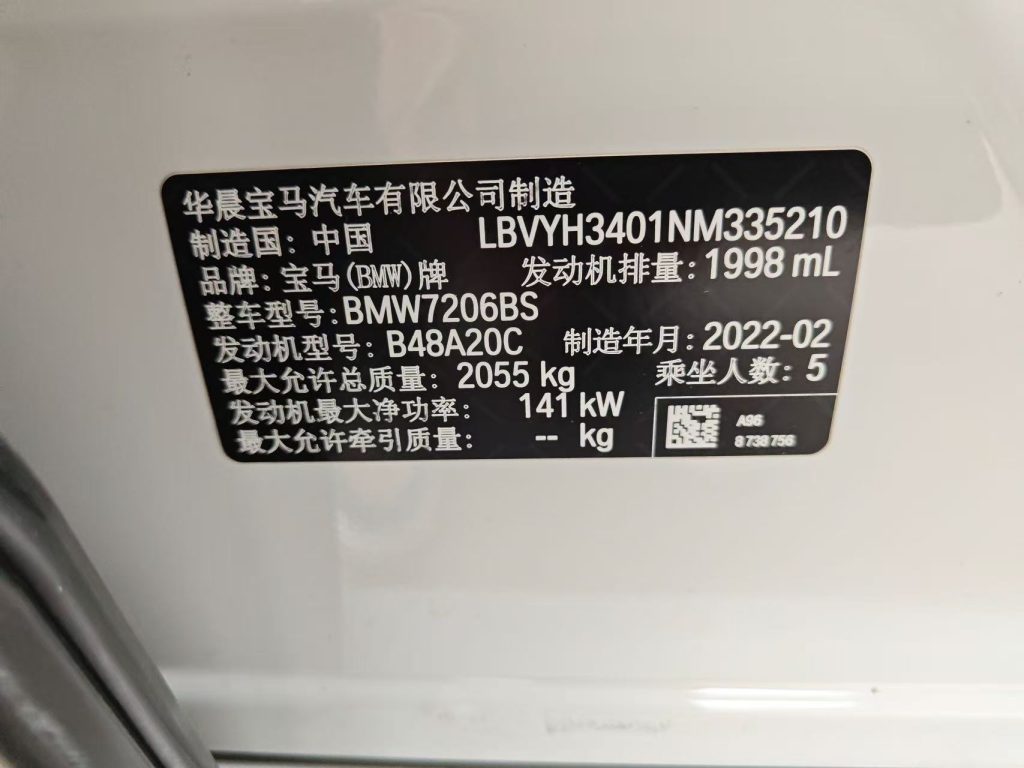 华晨宝马汽车有限公司制造
制造国: 中国 LBVYH3401NM335210
品牌: 宝马(BMW)牌 发动机排量: 1998 mL
整车型号: BMW7206BS
发动机型号: B48A20C 制造年月: 2022-02
最大允许总质量: 2055 kg 乘坐人数: 5
发动机最大净功率: 141 kW
最大允许牵引质量: -- kg
A96
8 738 756